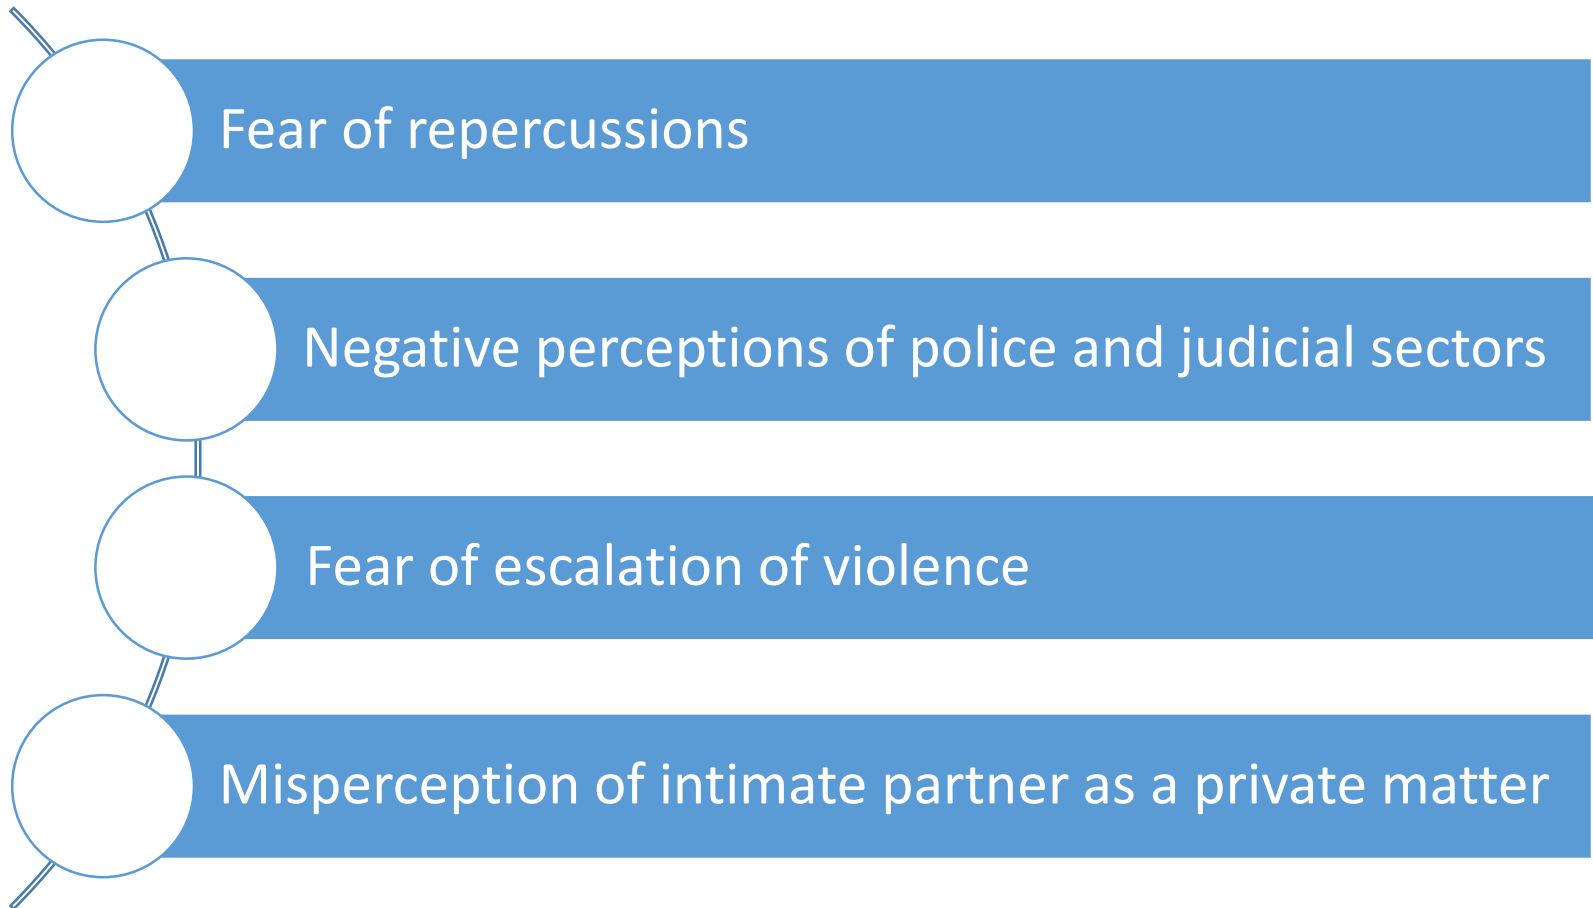 Fear of repercussions
Negative perceptions of police and judicial sectors
Fear of escalation of violence
Misperception of intimate partner as a private matter